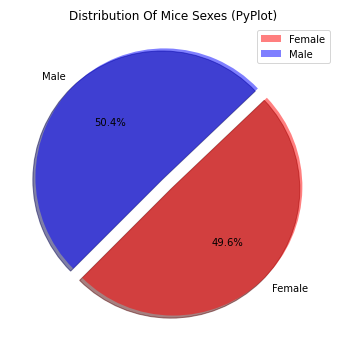 Distribution Of Mice Sexes (PyPlot)
Female
Male
Male
50.4%
49.6%
Female